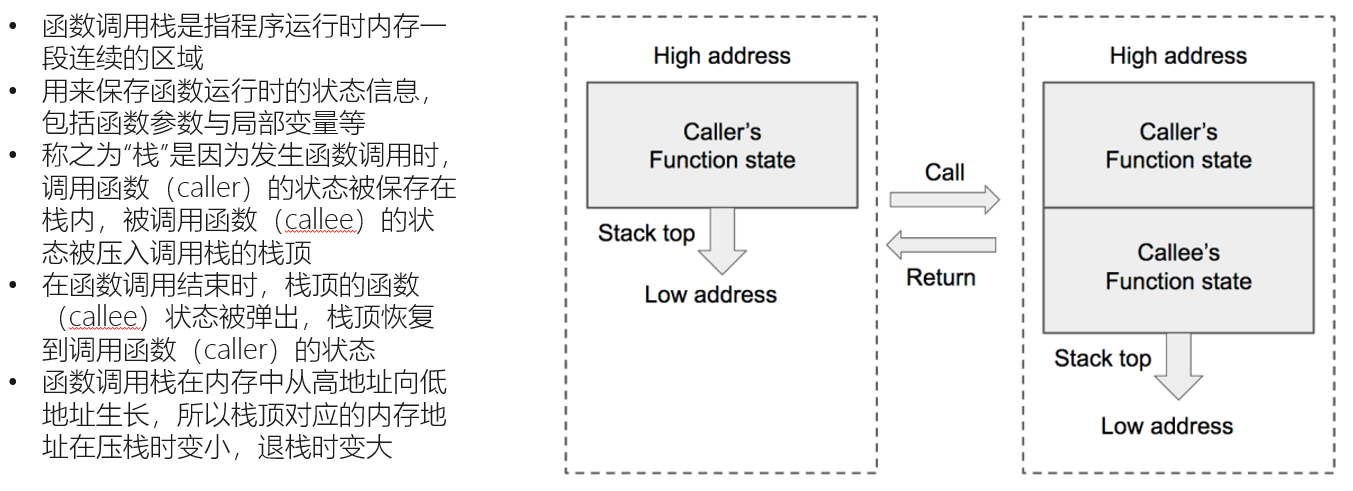 • 函数调用栈是指程序运行时内存一
段连续的区域
• 用来保存函数运行时的状态信息，
包括函数参数与局部变量等
• 称之为“栈”是因为发生函数调用时，
调用函数（caller）的状态被保存在
栈内，被调用函数（callee）的状
态被压入调用栈的栈顶
• 在函数调用结束时，栈顶的函数
（callee）状态被弹出，栈顶恢复
到调用函数（caller）的状态
• 函数调用栈在内存中从高地址向低
地址生长，所以栈顶对应的内存地
址在压栈时变小，退栈时变大
High address
Caller’s
Function state
Stack top
Low address
Call
Return
High address
Caller’s
Function state
Callee’s
Function state
Stack top
Low address